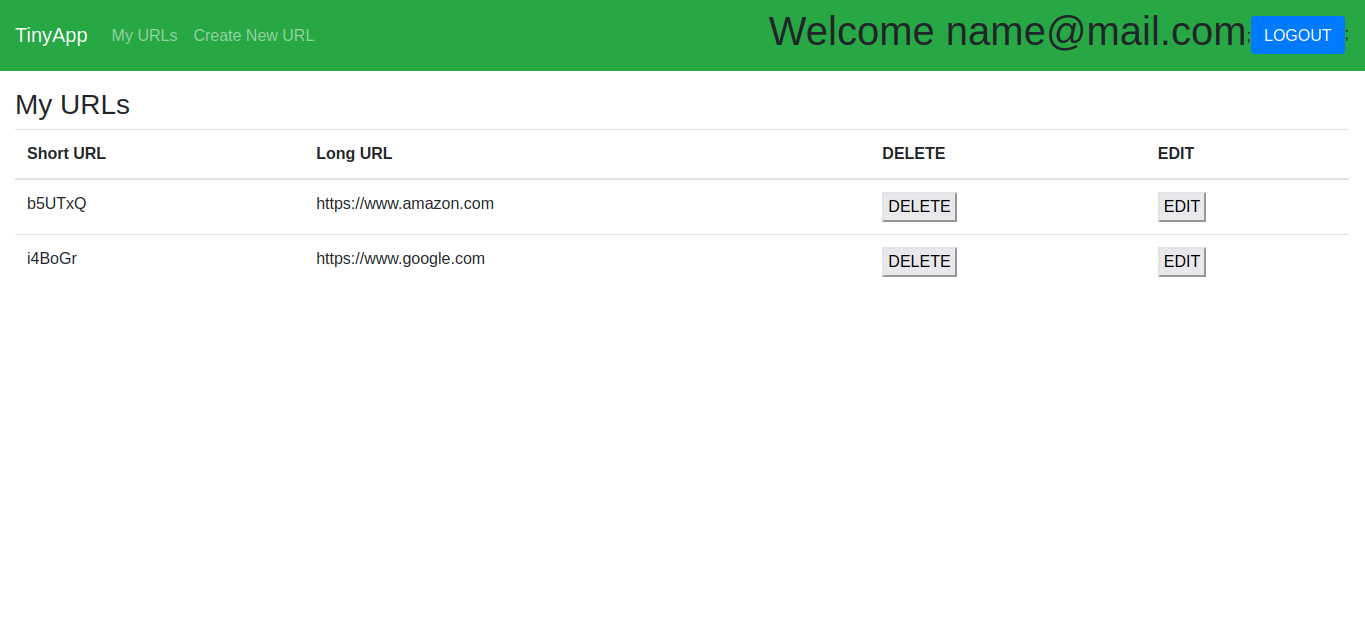 TinyApp My URLs Create New URL Welcome name@mail.com; LOGOUT ;
My URLs
Short URL Long URL DELETE EDIT
b5UTxQ https://www.amazon.com DELETE EDIT
i4BoGr https://www.google.com DELETE EDIT